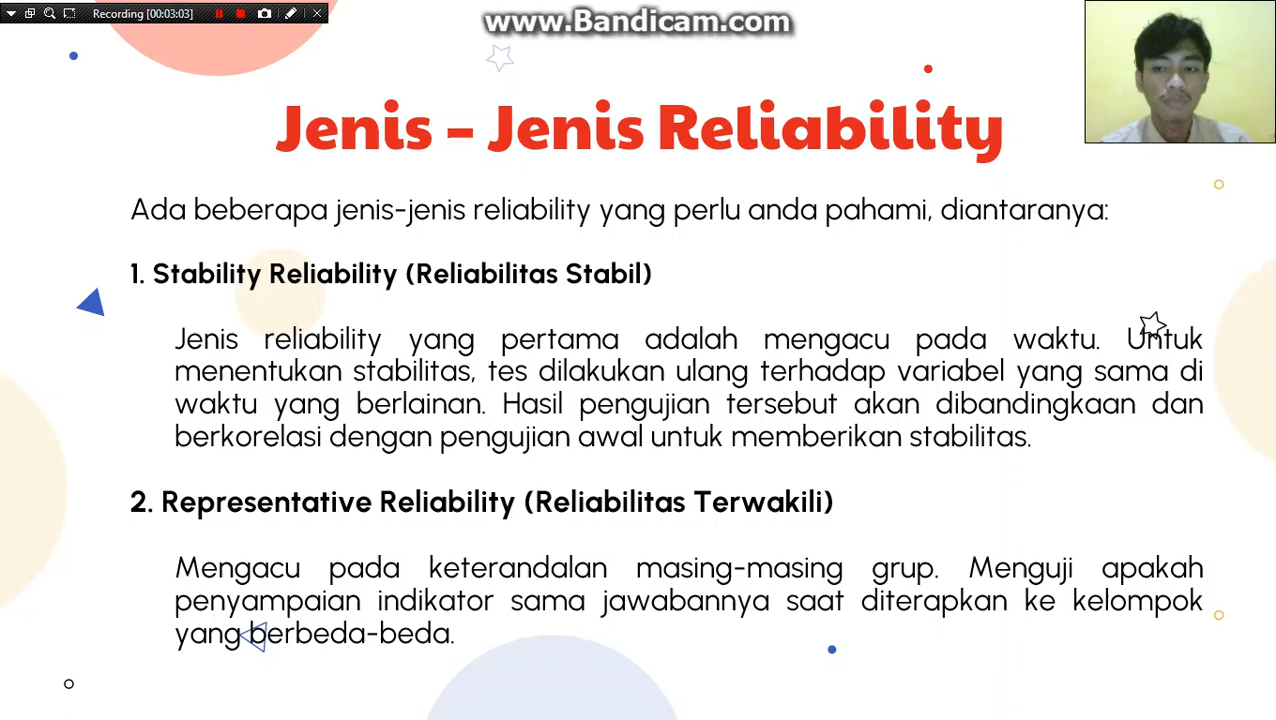 Recording [00:03:03]
www.Bandicam.com
Jenis – Jenis Reliability
Ada beberapa jenis-jenis reliability yang perlu anda pahami, diantaranya:
1. Stability Reliability (Reliabilitas Stabil)
Jenis reliability yang pertama adalah mengacu pada waktu. Untuk
menentukan stabilitas, tes dilakukan ulang terhadap variabel yang sama di
waktu yang berlainan. Hasil pengujian tersebut akan dibandingkaan dan
berkorelasi dengan pengujian awal untuk memberikan stabilitas.
2. Representative Reliability (Reliabilitas Terwakili)
Mengacu pada keterandalan masing-masing grup. Menguji apakah
penyampaian indikator sama jawabannya saat diterapkan ke kelompok
yang berbeda-beda.